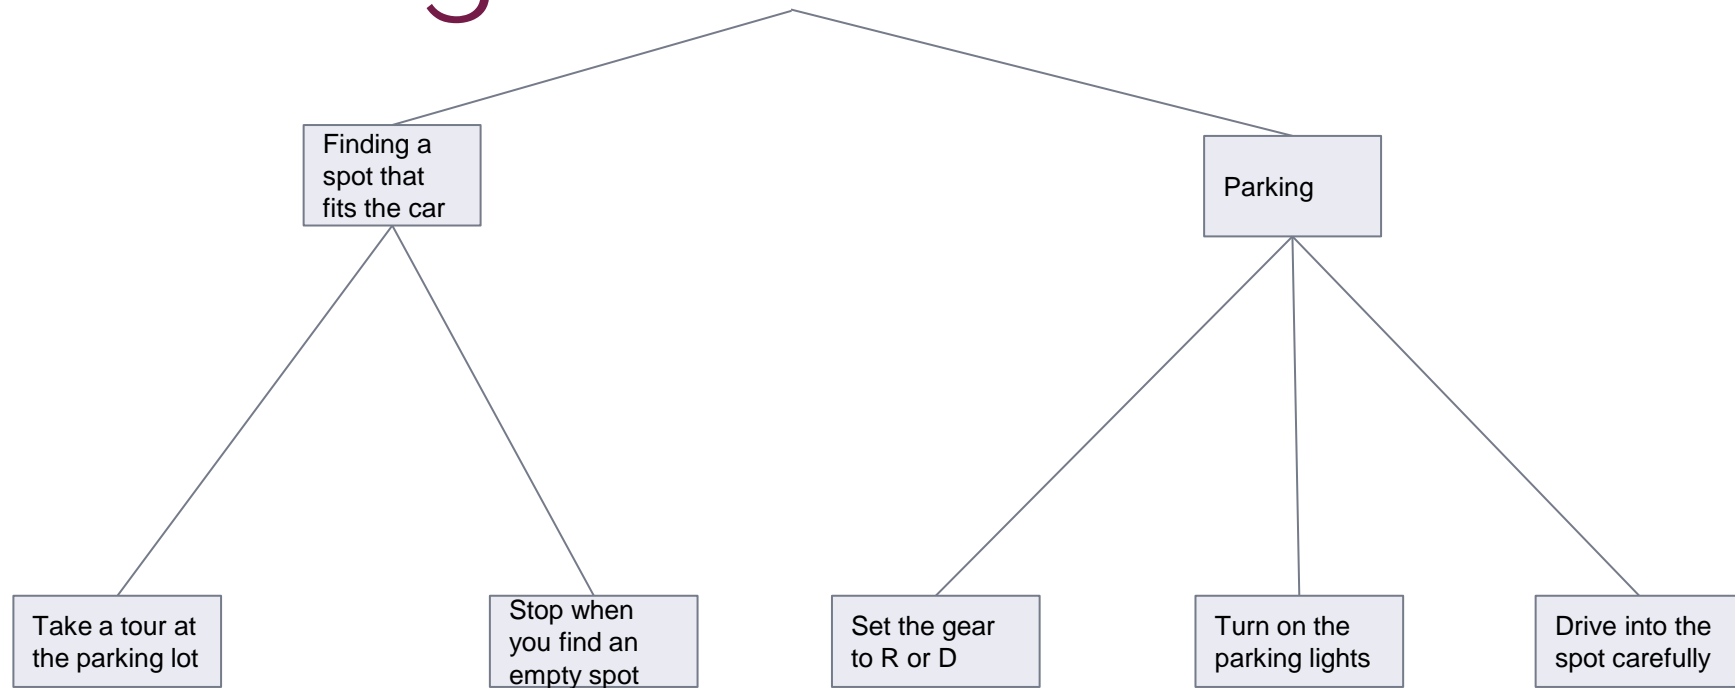 Finding a
spot that
fits the car
Parking
Take a tour at
the parking lot
Stop when
you find an
empty spot
Set the gear
to R or D
Turn on the
parking lights
Drive into the
spot carefully